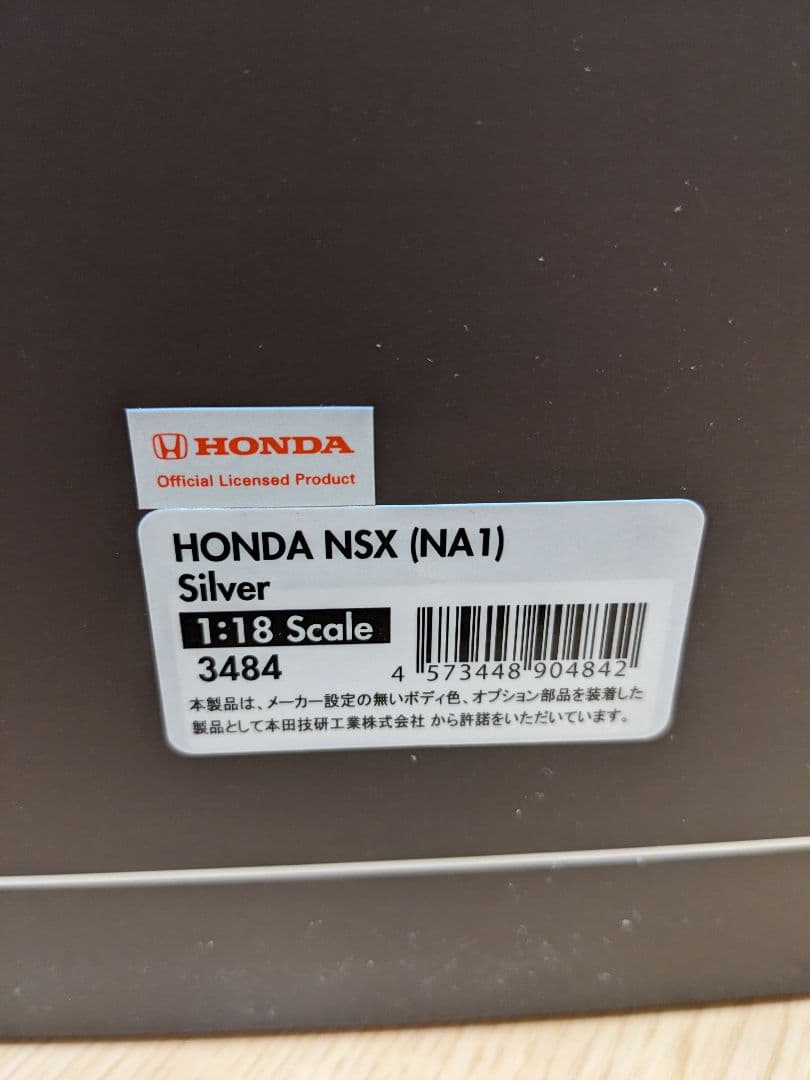 HONDA
Official Licensed Product
HONDA NSX (NA1)
Silver
1:18 Scale
3484
4 573448 904842
本製品は、メーカー設定の無いボディ色、オプション部品を装着した
製品として本田技研工業株式会社 から許諾をいただいています。